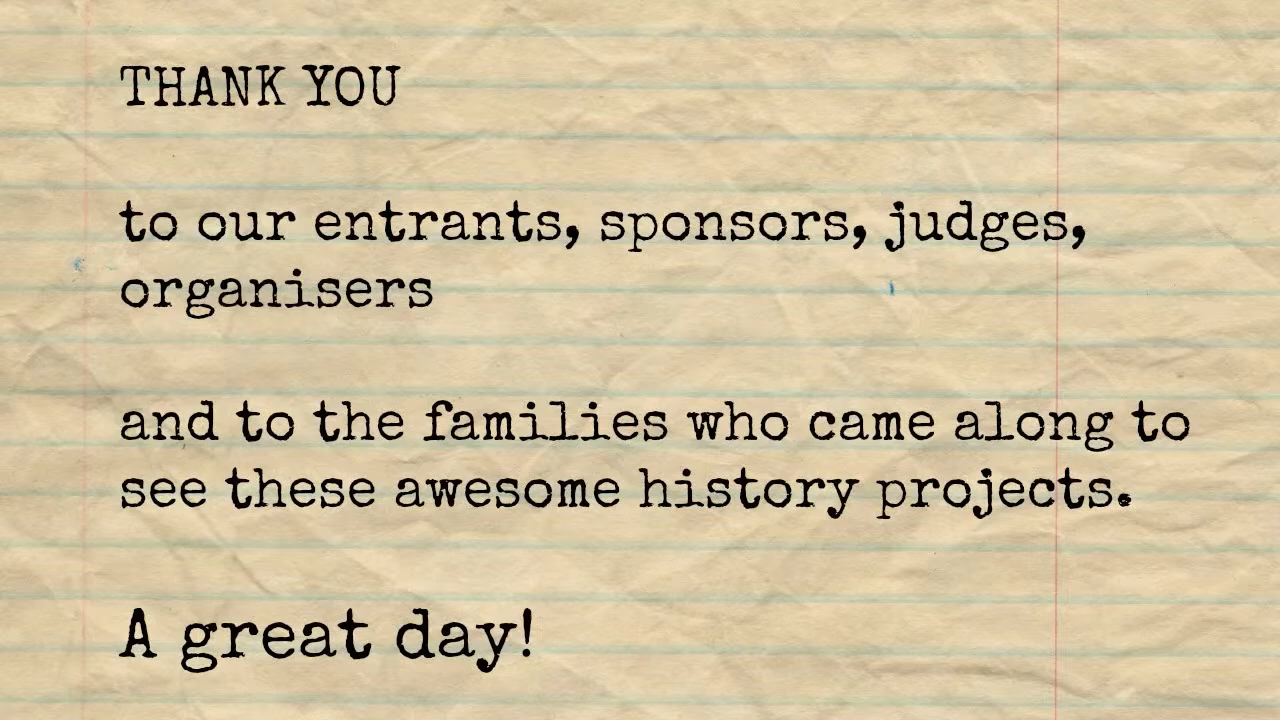 THANK YOU
to our entrants, sponsors, judges,
organisers
and to the families who came along to
see these awesome history projects.
A great day!